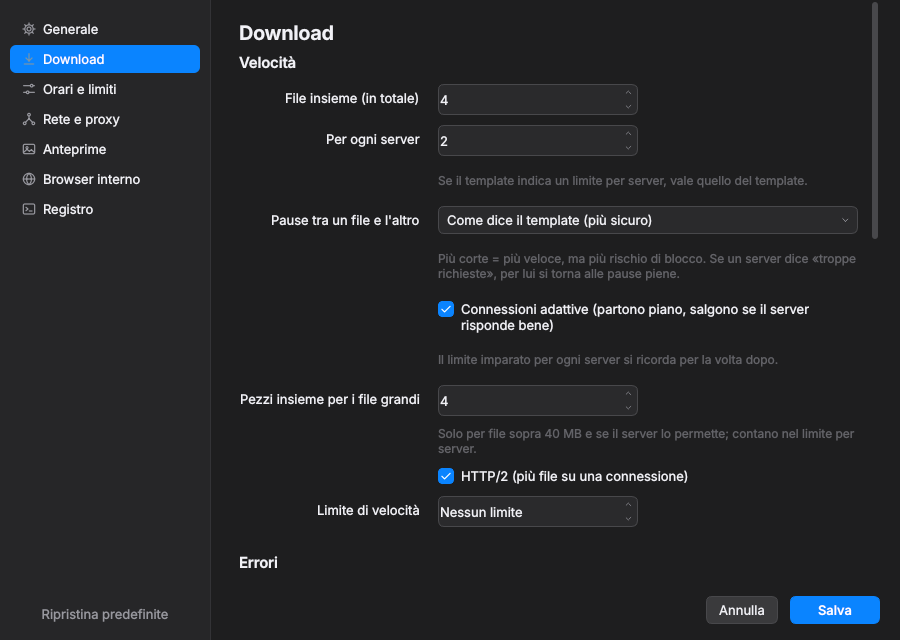 Generale
Download
Orari e limiti
Rete e proxy
Anteprime
Browser interno
Registro
Ripristina predefinite
Download
Velocità
File insieme (in totale)
4
Per ogni server
2
Se il template indica un limite per server, vale quello del template.
Pause tra un file e l'altro
Come dice il template (più sicuro)
Più corte = più veloce, ma più rischio di blocco. Se un server dice «troppe
richieste», per lui si torna alle pause piene.
Connessioni adattive (partono piano, salgono se il server
risponde bene)
Il limite imparato per ogni server si ricorda per la volta dopo.
Pezzi insieme per i file grandi
4
Solo per file sopra 40 MB e se il server lo permette; contano nel limite per
server.
HTTP/2 (più file su una connessione)
Limite di velocità
Nessun limite
Errori
Annulla
Salva